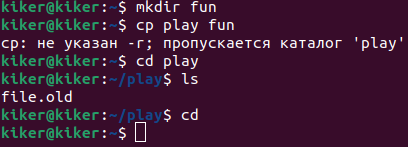 kiker@kiker:~$ mkdir fun
kiker@kiker:~$ cp play fun
cp: не указан -r; пропускается каталог 'play'
kiker@kiker:~$ cd play
kiker@kiker:~/play$ ls
file.old
kiker@kiker:~/play$ cd
kiker@kiker:~$